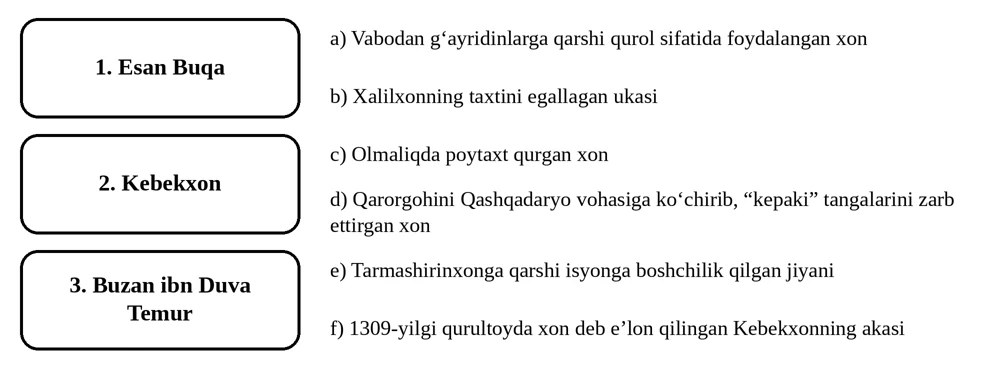 1. Esan Buqa
2. Kebekxon
3. Buzan ibn Duva
Temur
a) Vabodan g‘ayridinlarga qarshi qurol sifatida foydalangan xon
b) Xalilxonning taxtini egallagan ukasi
c) Olmaliqda poytaxt qurgan xon
d) Qarorgohini Qashqadaryo vohasiga ko‘chirib, “kepaki” tangalarini zarb
ettirgan xon
e) Tarmashirinxonga qarshi isyonga boshchilik qilgan jiyani
f) 1309-yilgi qurultoyda xon deb e’lon qilingan Kebekxonning akasi